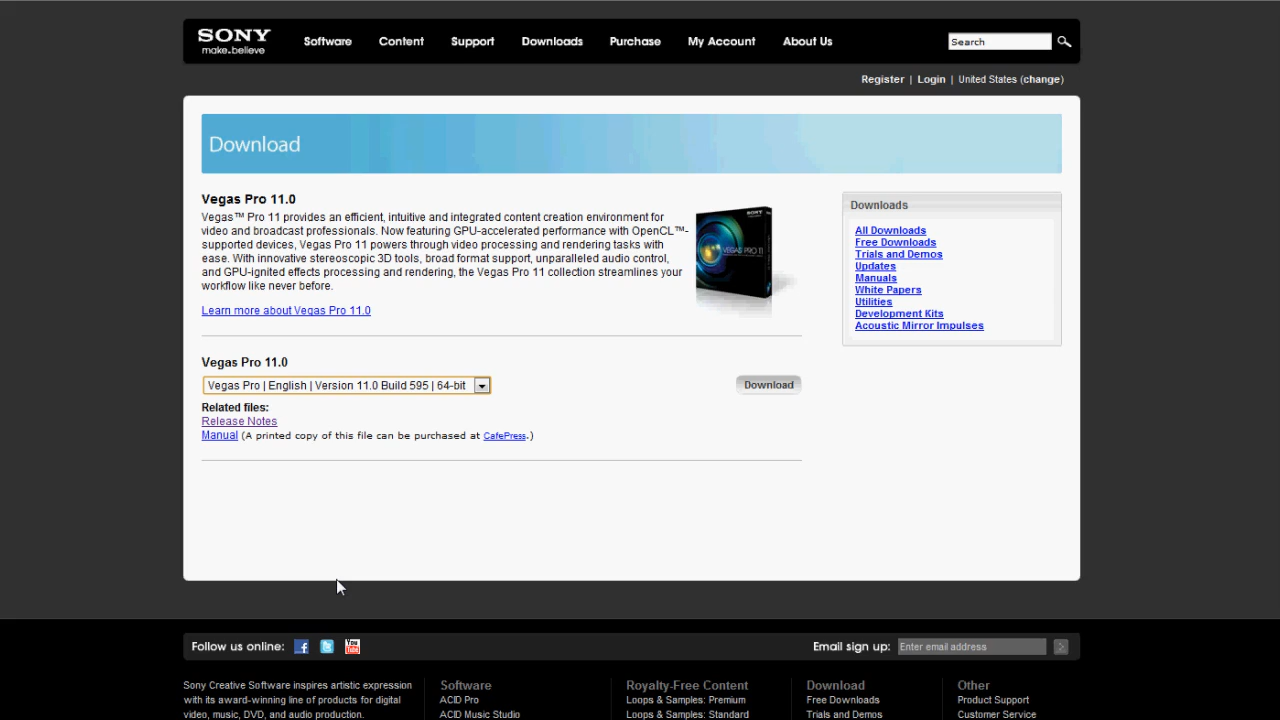 SONY
make.believe
Software Content Support Downloads Purchase My Account About Us
Search
Register | Login | United States (change)
Download
Vegas Pro 11.0
Vegas™ Pro 11 provides an efficient, intuitive and integrated content creation environment for
video and broadcast professionals. Now featuring GPU-accelerated performance with OpenCL™-
supported devices, Vegas Pro 11 powers through video processing and rendering tasks with
ease. With innovative stereoscopic 3D tools, broad format support, unparalleled audio control,
and GPU-ignited effects processing and rendering, the Vegas Pro 11 collection streamlines your
workflow like never before.
Learn more about Vegas Pro 11.0
SONY
VEGAS PRO 11
Downloads
All Downloads
Free Downloads
Trials and Demos
Updates
Manuals
White Papers
Utilities
Development Kits
Acoustic Mirror Impulses
Vegas Pro 11.0
Vegas Pro | English | Version 11.0 Build 595 | 64-bit
Download
Related files:
Release Notes
Manual (A printed copy of this file can be purchased at CafePress.)
Follow us online: f t You Tube
Email sign up: Enter email address
Sony Creative Software inspires artistic expression
with its award-winning line of products for digital
video, music, DVD, and audio production.
Software
ACID Pro
ACID Music Studio
Royalty-Free Content
Loops & Samples: Premium
Loops & Samples: Standard
Download
Free Downloads
Trials and Demos
Other
Product Support
Customer Service